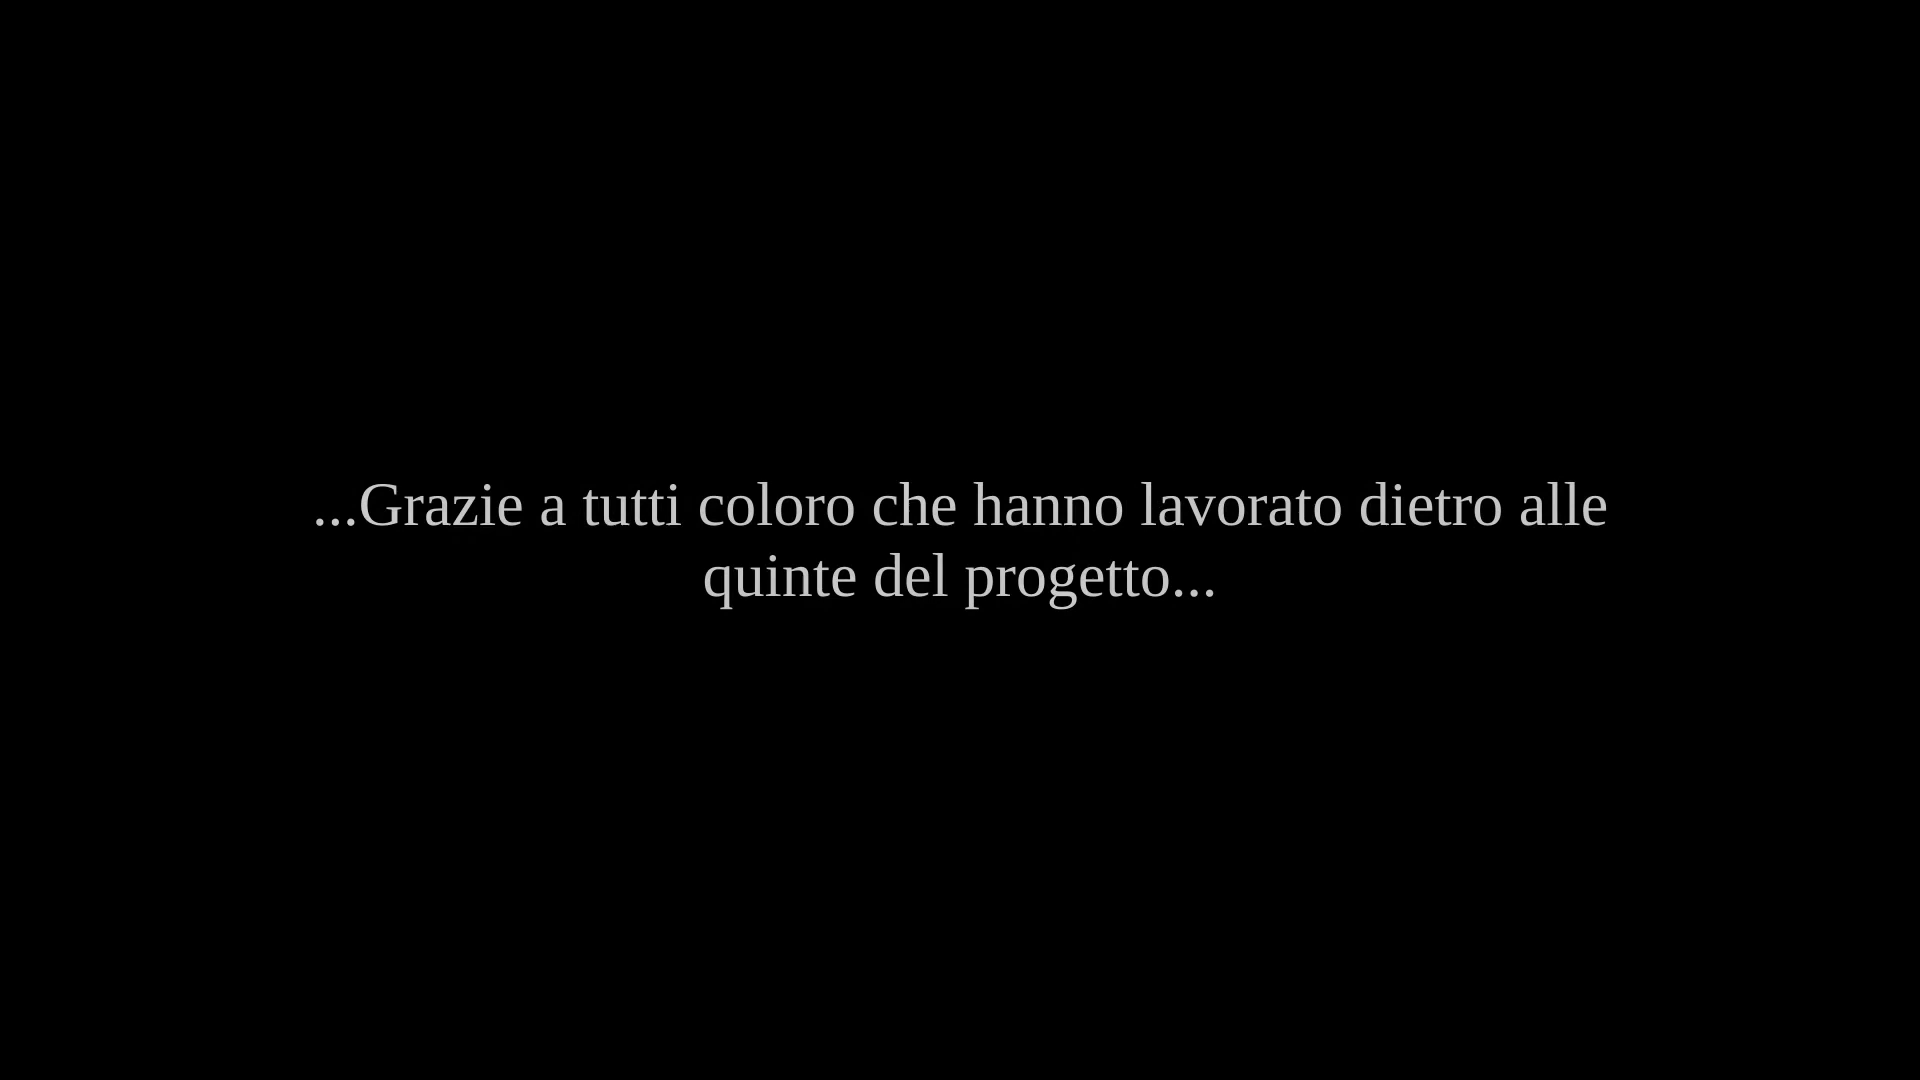 ...Grazie a tutti coloro che hanno lavorato dietro alle
quinte del progetto...